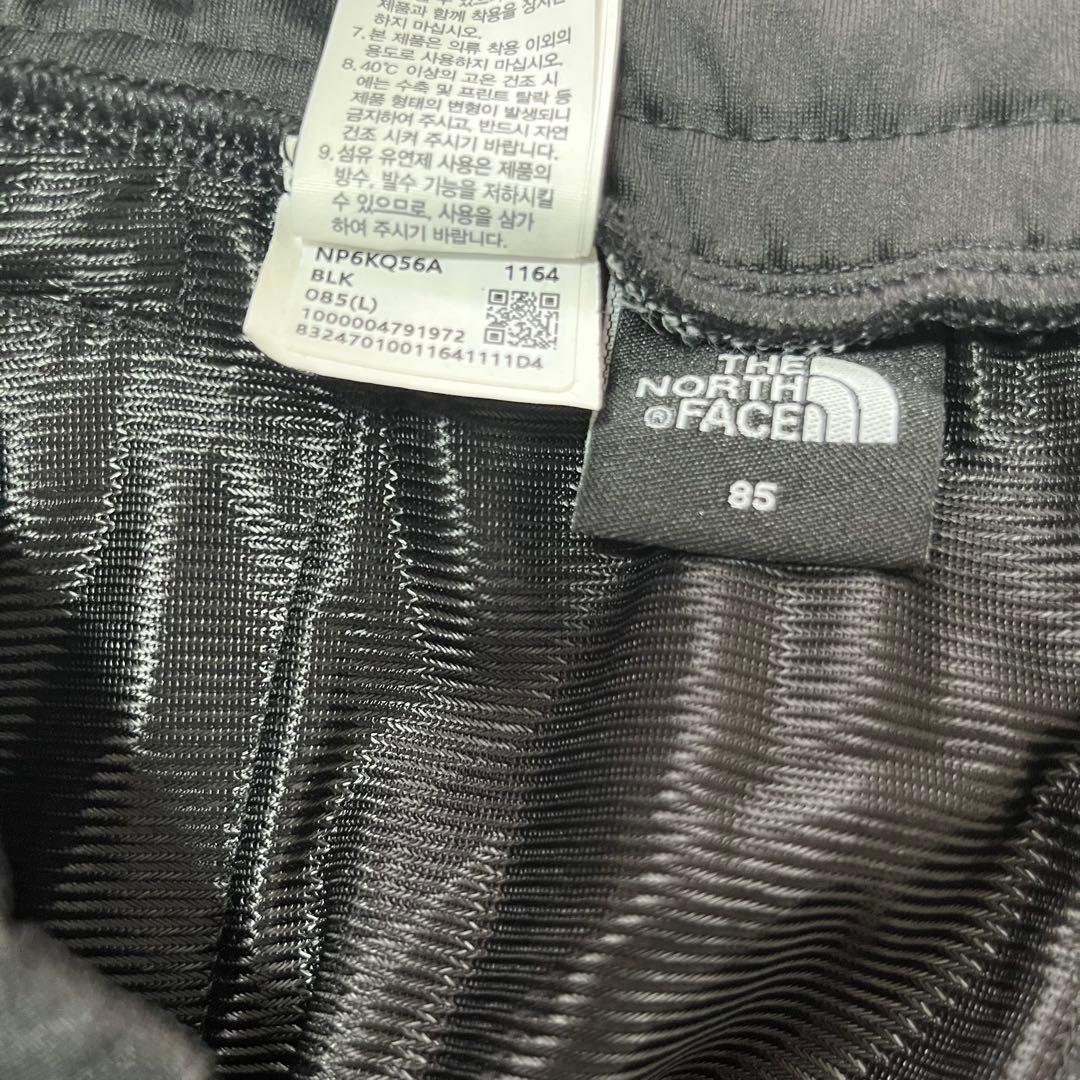 제품과 함께 착용을
하지 마십시오.
7. 본 제품은 의류 착용 이외의
용도로 사용하지 마십시오.
8. 40℃ 이상의 고온 건조 시
에는 수축 및 프린트 탈락 등
제품 형태의 변형이 발생되니
금지하여 주시고, 반드시 자연
건조 시켜 주시기 바랍니다.
9. 섬유 유연제 사용은 제품의
방수, 발수 기능을 저하시킬
수 있으므로, 사용을 삼가
하여 주시기 바랍니다.
NP6KQ56A 1164
BLK
085(L)
1000004791972
B3247010011641111D4
THE
NORTH
FACE
85